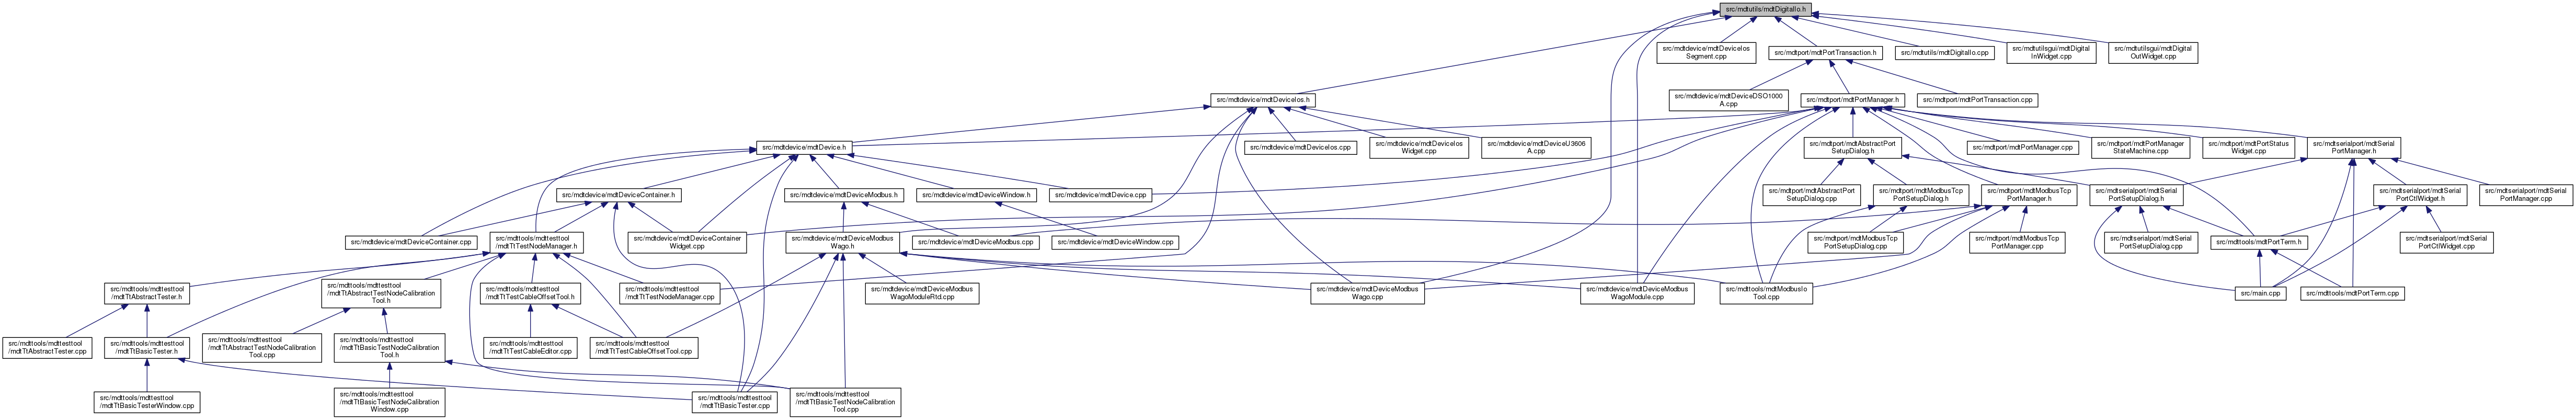 src/mdtutils/mdtDigitalIo.h
src/mdtdevice/mdtDeviceIos
Segment.cpp
src/mdtport/mdtPortTransaction.h
src/mdtutils/mdtDigitalIo.cpp
src/mdtutilsgui/mdtDigital
InWidget.cpp
src/mdtutilsgui/mdtDigital
OutWidget.cpp
src/mdtdevice/mdtDeviceIos.h
src/mdtdevice/mdtDeviceDSO1000
A.cpp
src/mdtport/mdtPortManager.h
src/mdtport/mdtPortTransaction.cpp
src/mdtdevice/mdtDevice.h
src/mdtdevice/mdtDeviceIos.cpp
src/mdtdevice/mdtDeviceIos
Widget.cpp
src/mdtdevice/mdtDeviceU3606
A.cpp
src/mdtport/mdtAbstractPort
SetupDialog.h
src/mdtport/mdtPortManager.cpp
src/mdtport/mdtPortManager
StateMachine.cpp
src/mdtport/mdtPortStatus
Widget.cpp
src/mdtserialport/mdtSerial
PortManager.h
src/mdtdevice/mdtDeviceContainer.h
src/mdtdevice/mdtDeviceModbus.h
src/mdtdevice/mdtDeviceWindow.h
src/mdtdevice/mdtDevice.cpp
src/mdtport/mdtAbstractPort
SetupDialog.cpp
src/mdtport/mdtModbusTcp
PortSetupDialog.h
src/mdtport/mdtModbusTcp
PortManager.h
src/mdtserialport/mdtSerial
PortSetupDialog.h
src/mdtserialport/mdtSerial
PortCtlWidget.h
src/mdtserialport/mdtSerial
PortManager.cpp
src/mdtdevice/mdtDeviceContainer.cpp
src/mdttools/mdttesttool
/mdtTtTestNodeManager.h
src/mdtdevice/mdtDeviceContainer
Widget.cpp
src/mdtdevice/mdtDeviceModbus
Wago.h
src/mdtdevice/mdtDeviceModbus.cpp
src/mdtdevice/mdtDeviceWindow.cpp
src/mdtport/mdtModbusTcp
PortSetupDialog.cpp
src/mdtport/mdtModbusTcp
PortManager.cpp
src/mdtserialport/mdtSerial
PortSetupDialog.cpp
src/mdttools/mdtPortTerm.h
src/mdtserialport/mdtSerial
PortCtlWidget.cpp
src/mdttools/mdttesttool
/mdtTtAbstractTester.h
src/mdttools/mdttesttool
/mdtTtAbstractTestNodeCalibration
Tool.h
src/mdttools/mdttesttool
/mdtTtTestCableOffsetTool.h
src/mdttools/mdttesttool
/mdtTtTestNodeManager.cpp
src/mdtdevice/mdtDeviceModbus
WagoModuleRtd.cpp
src/mdtdevice/mdtDeviceModbus
Wago.cpp
src/mdtdevice/mdtDeviceModbus
WagoModule.cpp
src/mdttools/mdtModbusIo
Tool.cpp
src/main.cpp
src/mdttools/mdtPortTerm.cpp
src/mdttools/mdttesttool
/mdtTtAbstractTester.cpp
src/mdttools/mdttesttool
/mdtTtBasicTester.h
src/mdttools/mdttesttool
/mdtTtAbstractTestNodeCalibration
Tool.cpp
src/mdttools/mdttesttool
/mdtTtBasicTestNodeCalibration
Tool.h
src/mdttools/mdttesttool
/mdtTtTestCableEditor.cpp
src/mdttools/mdttesttool
/mdtTtTestCableOffsetTool.cpp
src/mdttools/mdttesttool
/mdtTtBasicTesterWindow.cpp
src/mdttools/mdttesttool
/mdtTtBasicTestNodeCalibration
Window.cpp
src/mdttools/mdttesttool
/mdtTtBasicTester.cpp
src/mdttools/mdttesttool
/mdtTtBasicTestNodeCalibration
Tool.cpp